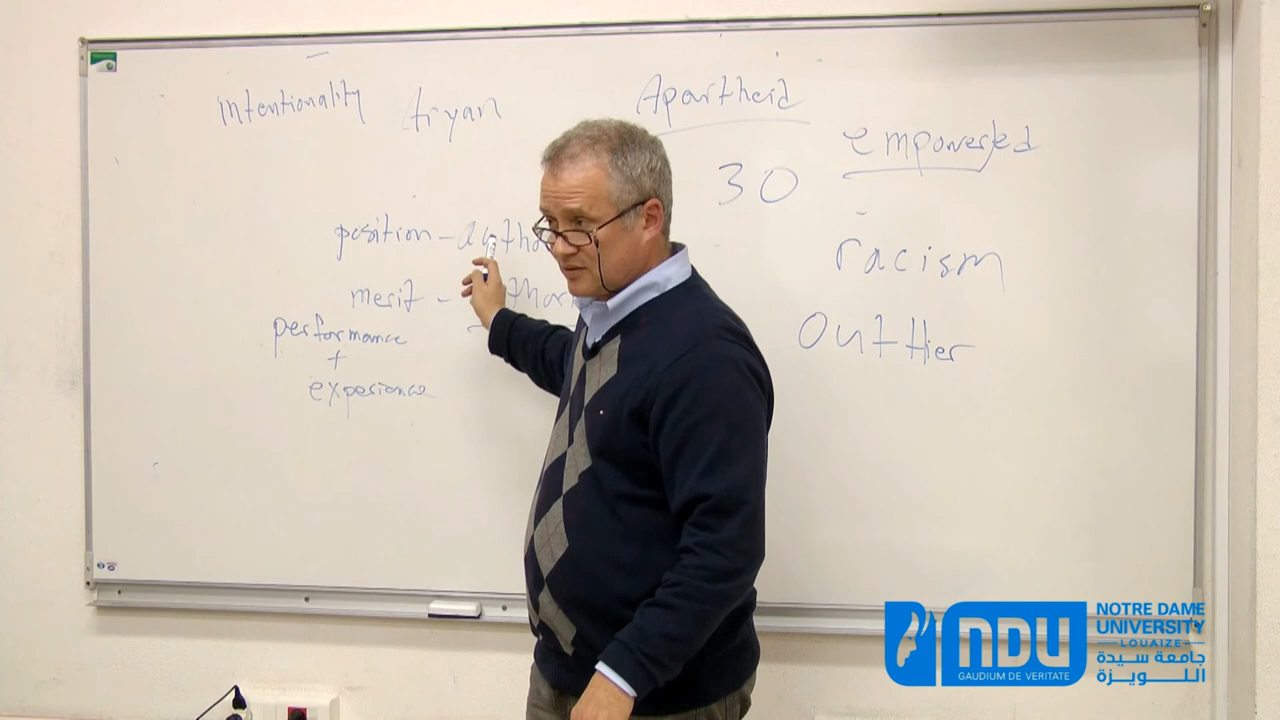 Intentionality Aryan Apartheid
empowered
30
position - autho
racism
merit - thori
performance
outlier
+
experience
NDU
GAUDIUM DE VERITATE
NOTRE DAME
UNIVERSITY
LOUAIZE
جامعة سيدة
اللويزة